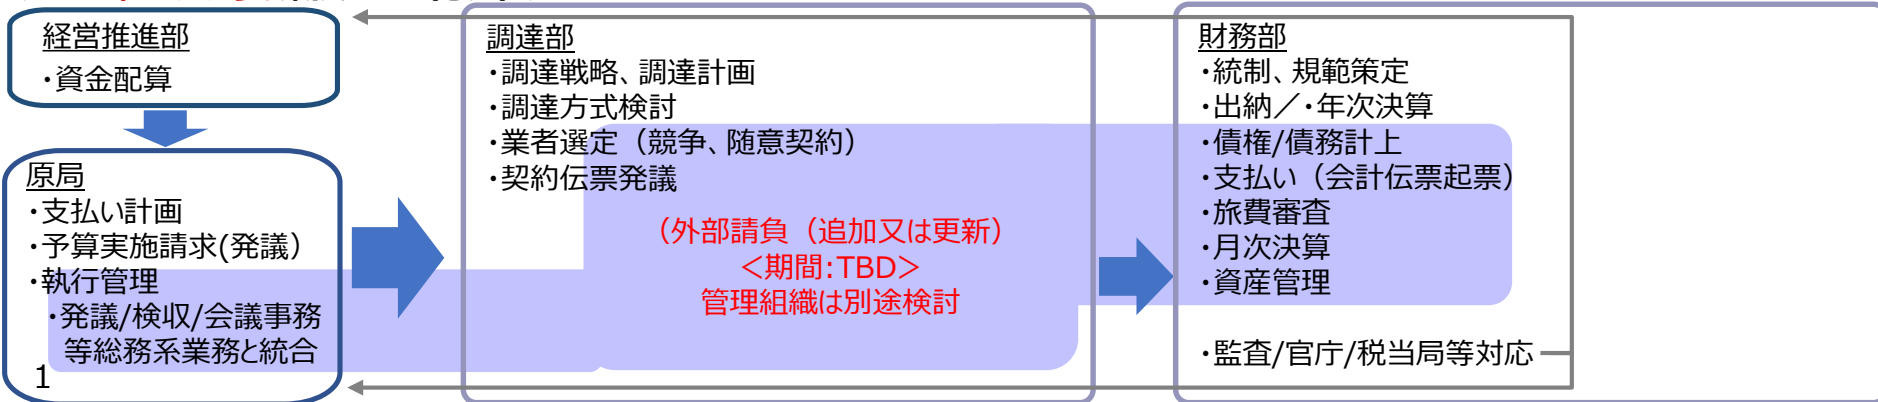 経営推進部
・資金配算
原局
・支払い計画
・予算実施請求(発議）
・執行管理
・発議/検収/会議事務
等総務系業務と統合
1
調達部
・調達戦略、調達計画
・調達方式検討
・業者選定（競争、随意契約）
・契約伝票発議
（外部請負（追加又は更新）
＜期間:TBD＞
管理組織は別途検討
財務部
・統制、規範策定
・出納／・年次決算
・債権/債務計上
・支払い（会計伝票起票）
・旅費審査
・月次決算
・資産管理
・監査/官庁/税当局等対応